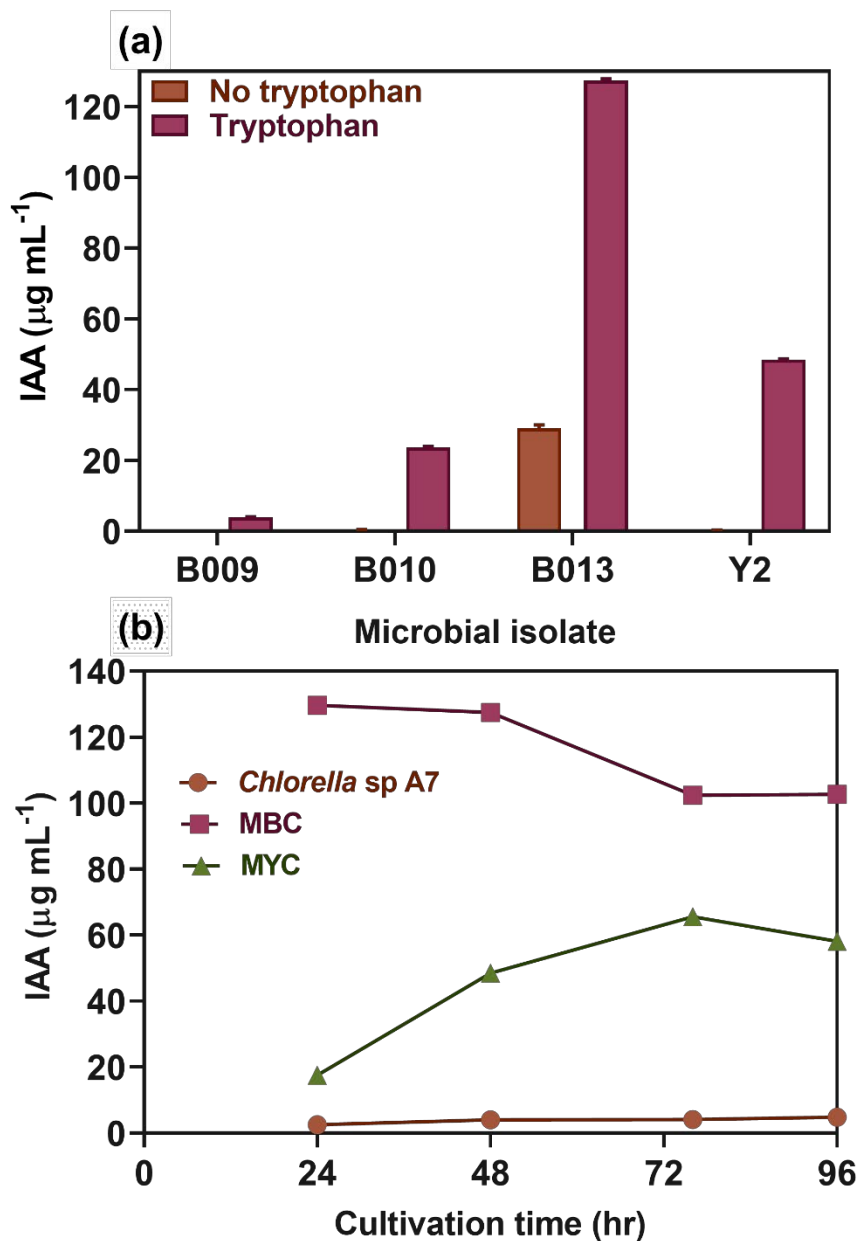 (a)
No tryptophan
Tryptophan
IAA (μg mL⁻¹)
120
100
80
60
40
20
0
B009 B010 B013 Y2
Microbial isolate
(b)
140
120
100
80
60
40
20
0
Chlorella sp A7
MBC
MYC
IAA (μg mL⁻¹)
0 24 48 72 96
Cultivation time (hr)